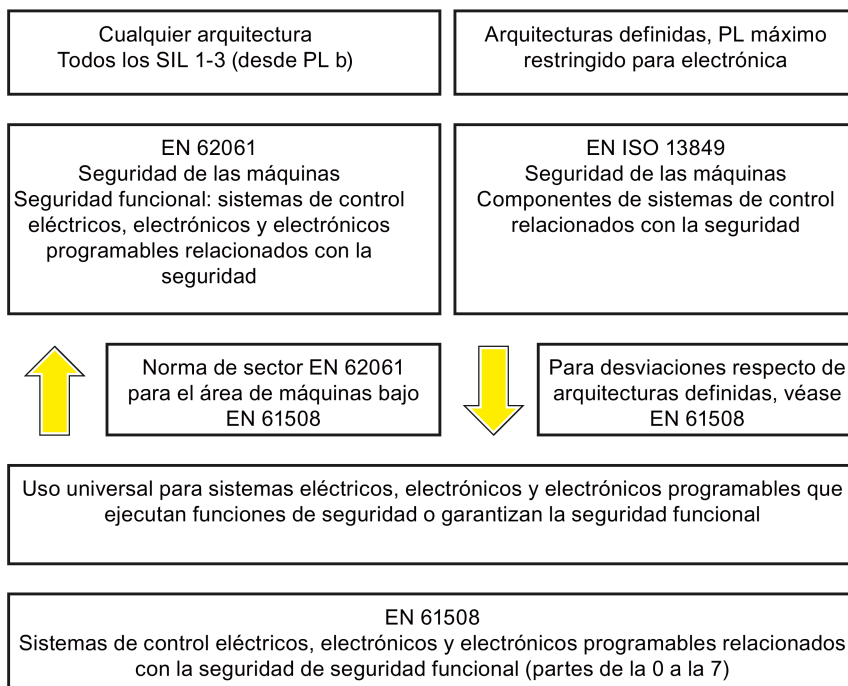 Cualquier arquitectura
Todos los SIL 1-3 (desde PL b)
Arquitecturas definidas, PL máximo
restringido para electrónica
EN 62061
Seguridad de las máquinas
Seguridad funcional: sistemas de control
eléctricos, electrónicos y electrónicos
programables relacionados con la
seguridad
EN ISO 13849
Seguridad de las máquinas
Componentes de sistemas de control
relacionados con la seguridad
Norma de sector EN 62061
para el área de máquinas bajo
EN 61508
Para desviaciones respecto de
arquitecturas definidas, véase
EN 61508
Uso universal para sistemas eléctricos, electrónicos y electrónicos programables que
ejecutan funciones de seguridad o garantizan la seguridad funcional
EN 61508
Sistemas de control eléctricos, electrónicos y electrónicos programables relacionados
con la seguridad de seguridad funcional (partes de la 0 a la 7)